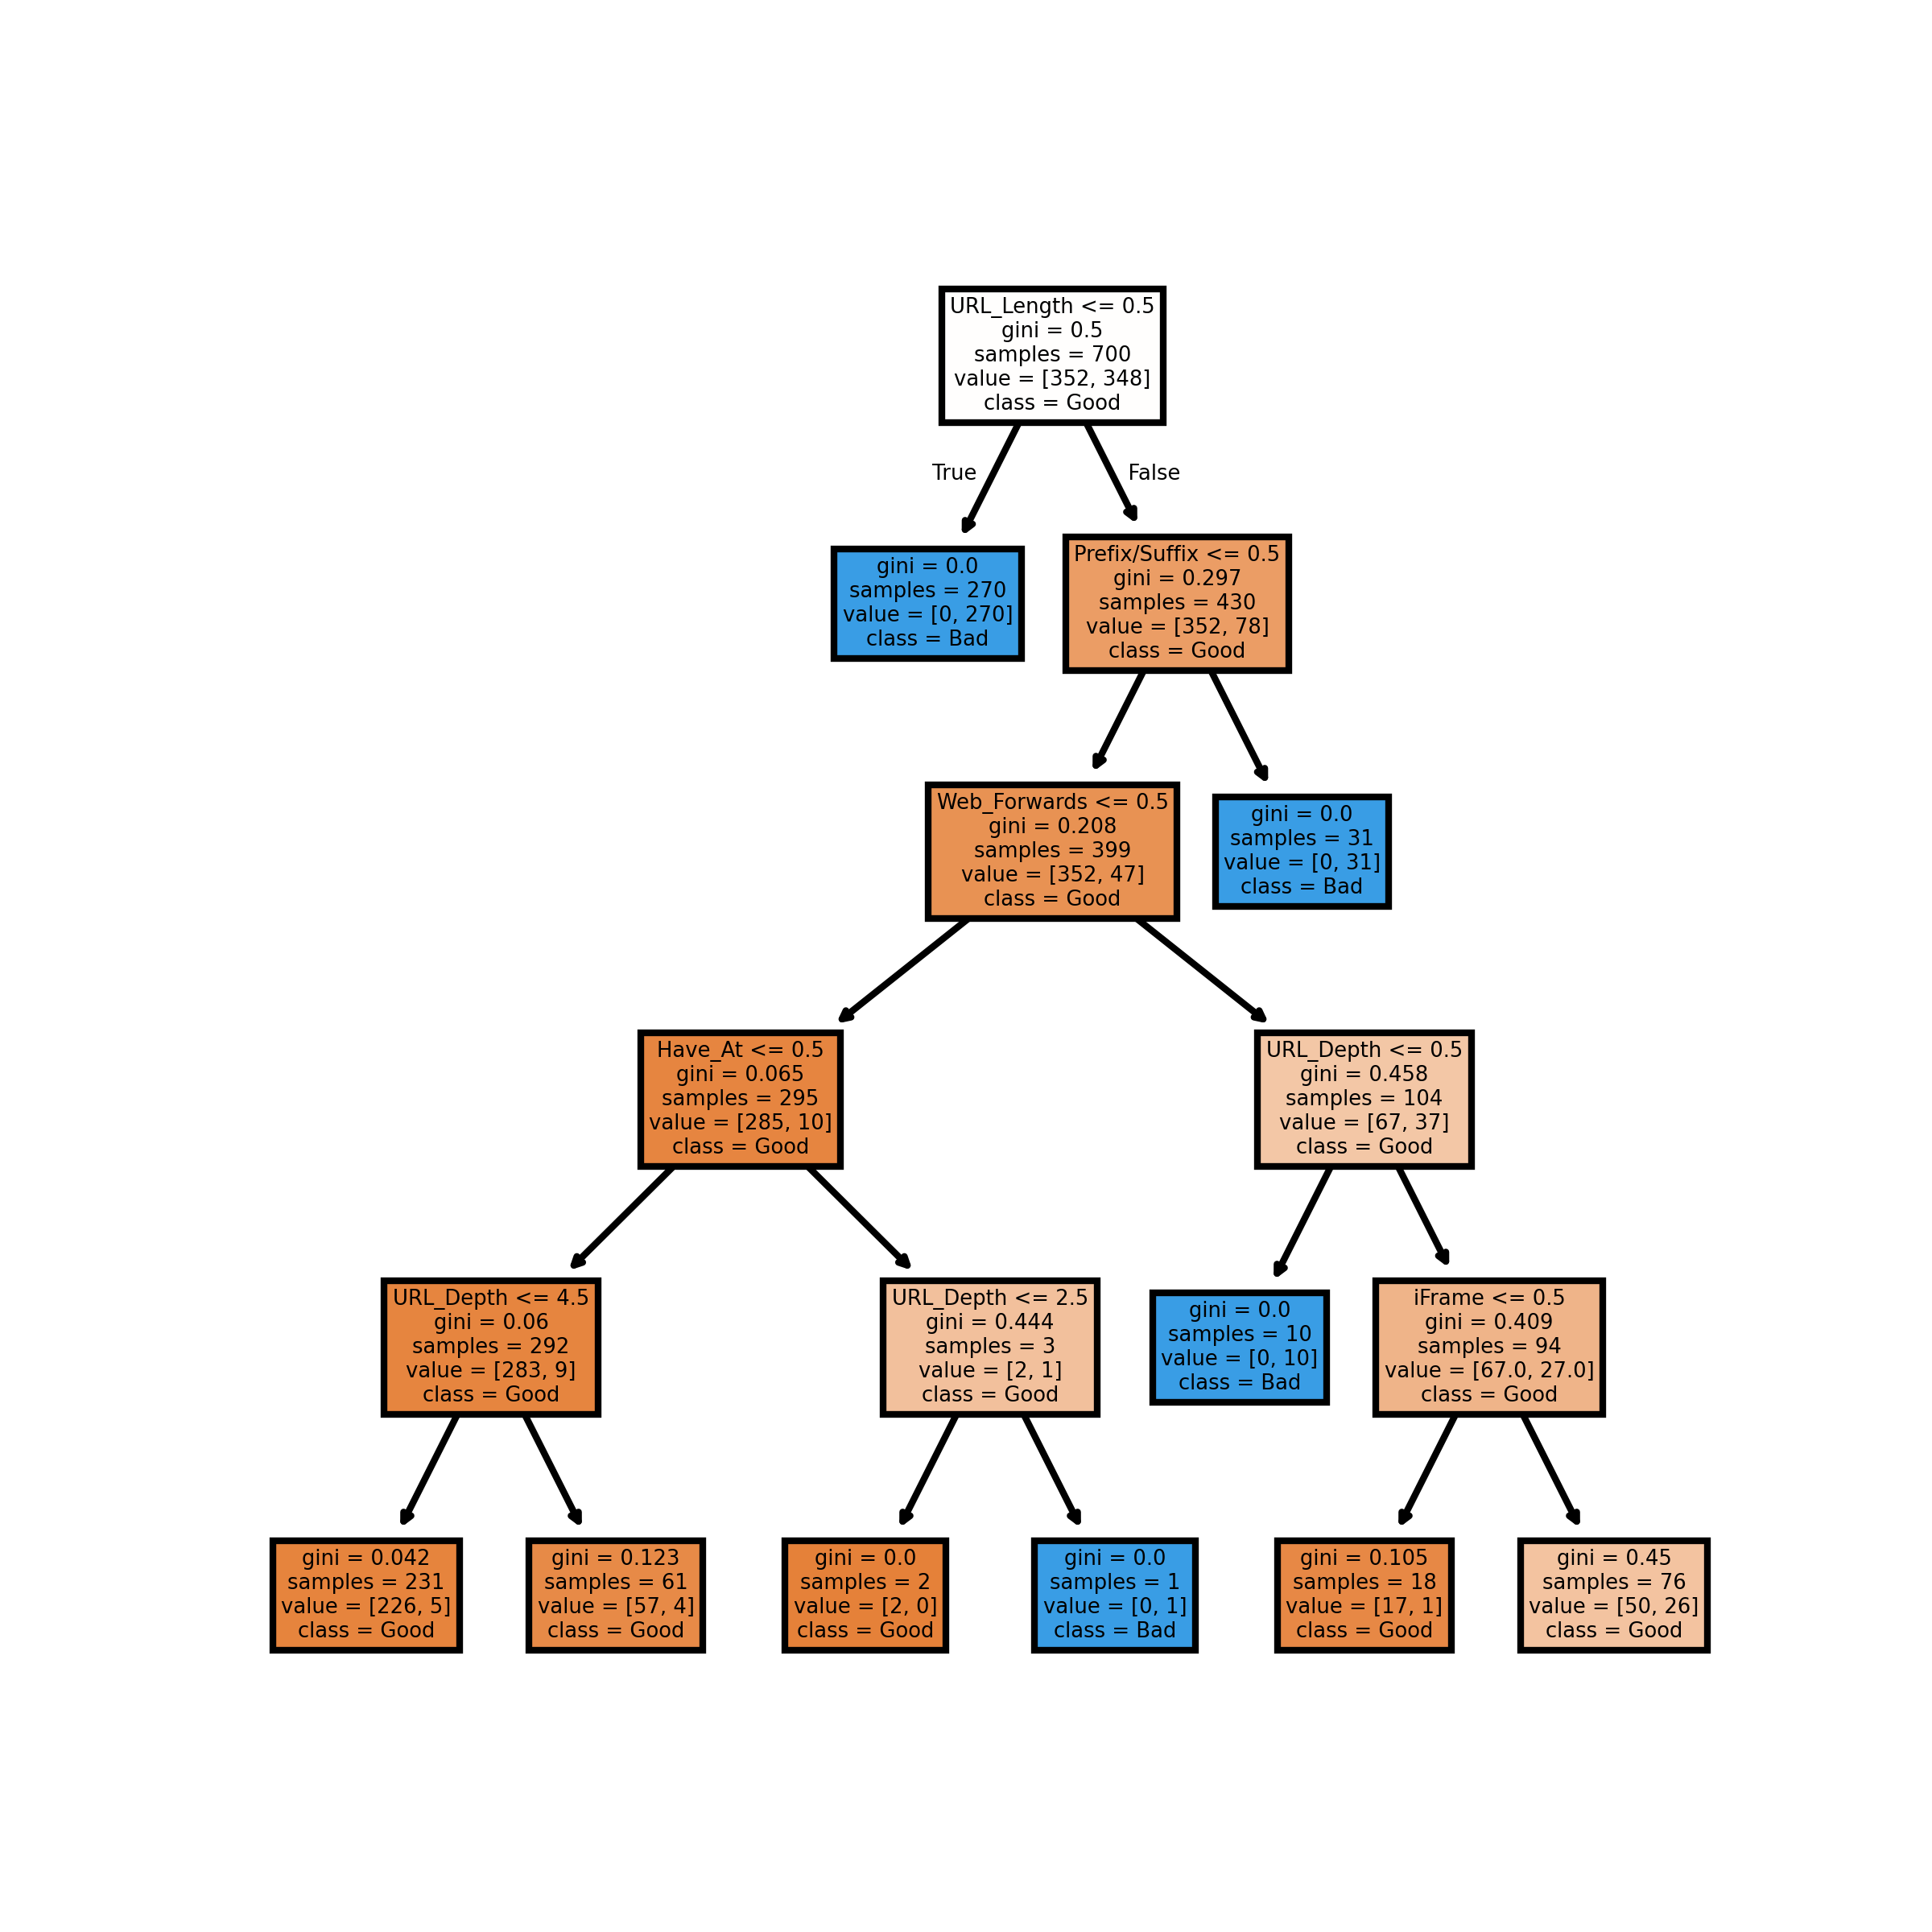 URL_Length <= 0.5
gini = 0.5
samples = 700
value = [352, 348]
class = Good
True
False
gini = 0.0
samples = 270
value = [0, 270]
class = Bad
Prefix/Suffix <= 0.5
gini = 0.297
samples = 430
value = [352, 78]
class = Good
Web_Forwards <= 0.5
gini = 0.208
samples = 399
value = [352, 47]
class = Good
gini = 0.0
samples = 31
value = [0, 31]
class = Bad
Have_At <= 0.5
gini = 0.065
samples = 295
value = [285, 10]
class = Good
URL_Depth <= 0.5
gini = 0.458
samples = 104
value = [67, 37]
class = Good
URL_Depth <= 4.5
gini = 0.06
samples = 292
value = [283, 9]
class = Good
URL_Depth <= 2.5
gini = 0.444
samples = 3
value = [2, 1]
class = Good
gini = 0.0
samples = 10
value = [0, 10]
class = Bad
iFrame <= 0.5
gini = 0.409
samples = 94
value = [67.0, 27.0]
class = Good
gini = 0.042
samples = 231
value = [226, 5]
class = Good
gini = 0.123
samples = 61
value = [57, 4]
class = Good
gini = 0.0
samples = 2
value = [2, 0]
class = Good
gini = 0.0
samples = 1
value = [0, 1]
class = Bad
gini = 0.105
samples = 18
value = [17, 1]
class = Good
gini = 0.45
samples = 76
value = [50, 26]
class = Good